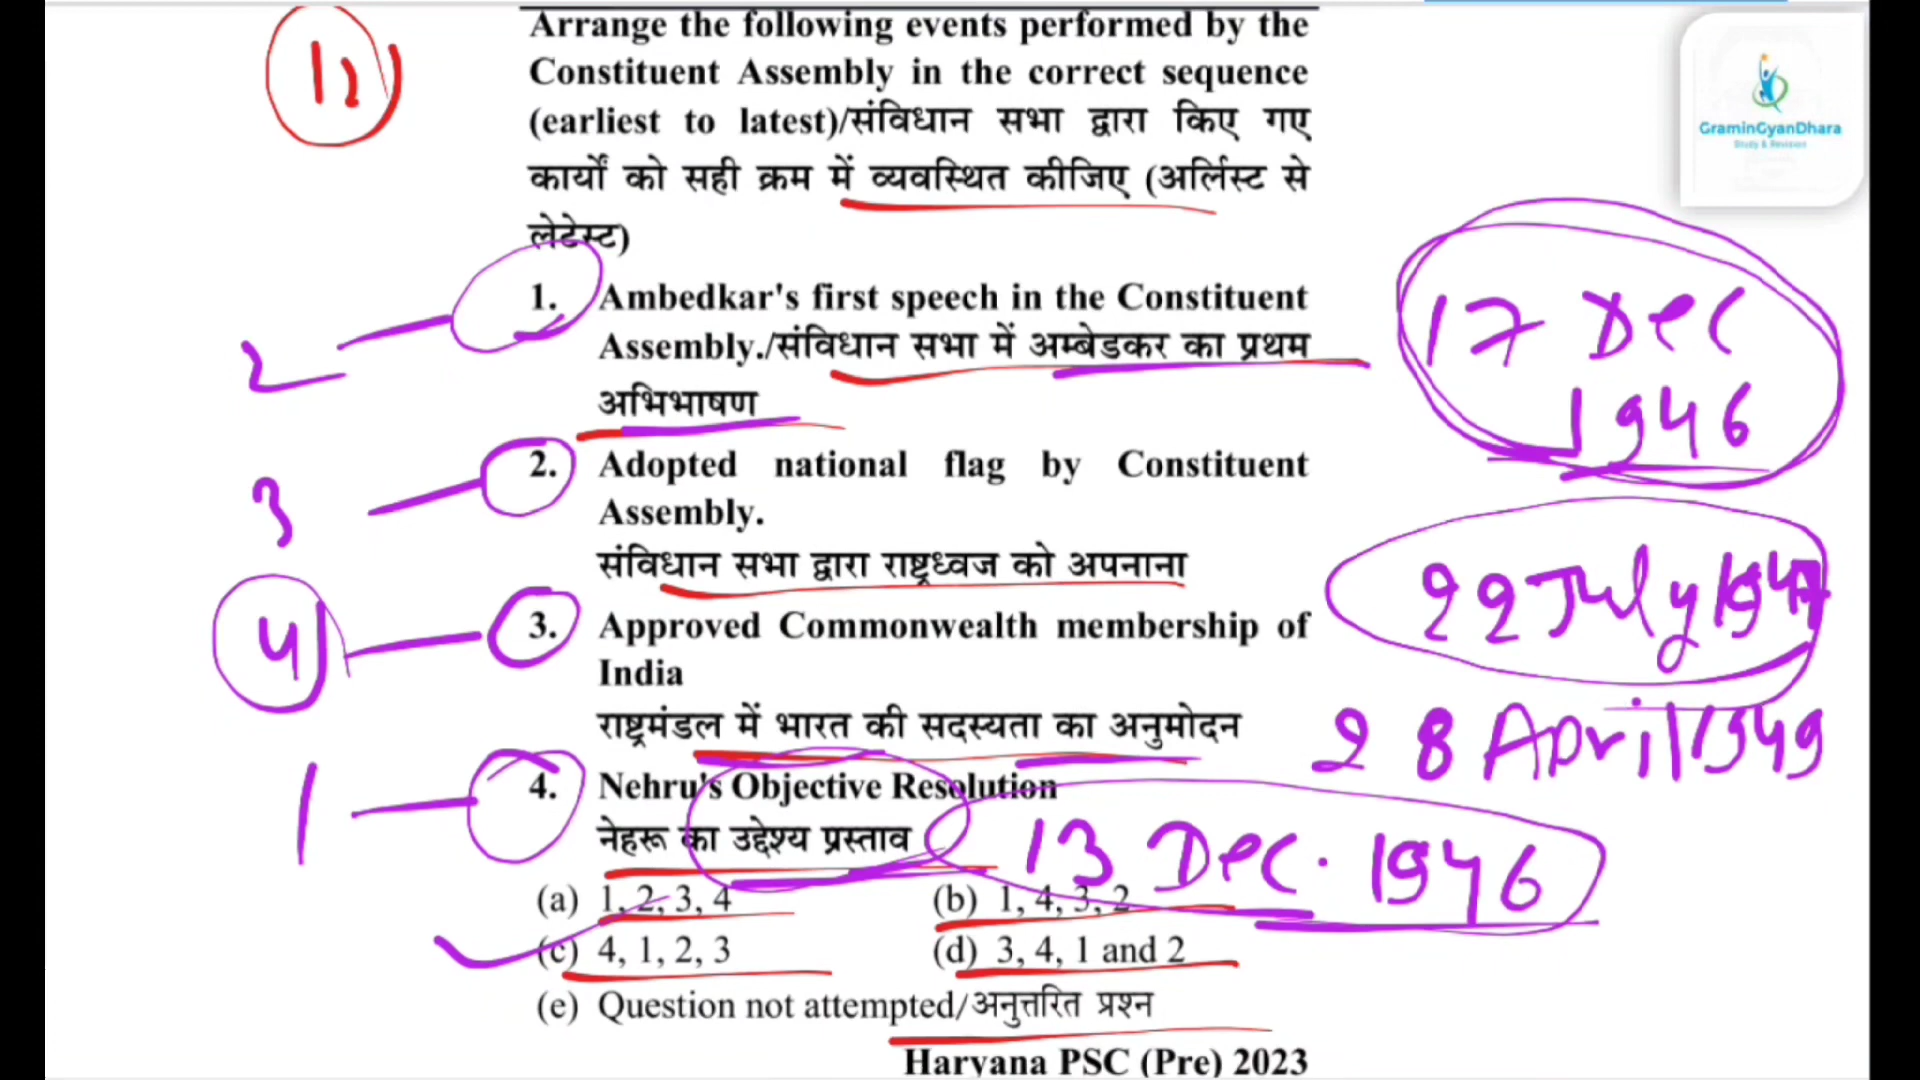 12
Arrange the following events performed by the
Constituent Assembly in the correct sequence
(earliest to latest)/संविधान सभा द्वारा किए गए
कार्यों को सही क्रम में व्यवस्थित कीजिए (अर्लिस्ट से
लेटेस्ट)
GraminGyanDhara
Study & Revision
2
1. Ambedkar's first speech in the Constituent
Assembly./संविधान सभा में अम्बेडकर का प्रथम
अभिभाषण
17 Dec
1946
3
2. Adopted national flag by Constituent
Assembly.
संविधान सभा द्वारा राष्ट्रध्वज को अपनाना
22 July 1947
4
3. Approved Commonwealth membership of
India
राष्ट्रमंडल में भारत की सदस्यता का अनुमोदन
28 April 1949
1
4. Nehru's Objective Resolution
नेहरू का उद्देश्य प्रस्ताव
13 Dec. 1946
(a) 1, 2, 3, 4 (b) 1, 4, 3, 2
(c) 4, 1, 2, 3 (d) 3, 4, 1 and 2
(e) Question not attempted/अनुत्तरित प्रश्न
Haryana PSC (Pre) 2023